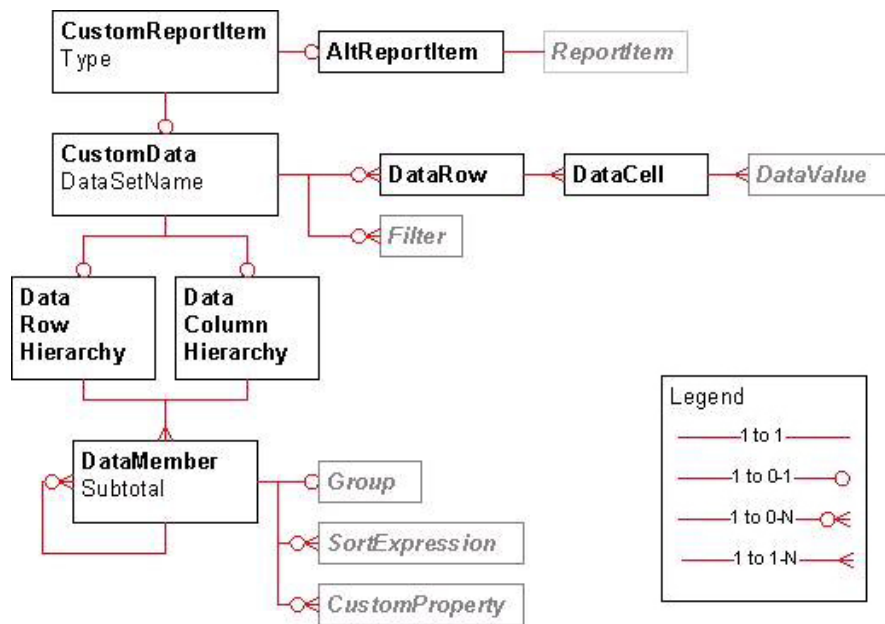 CustomReportItem
Type
AltReportItem
ReportItem
CustomData
DataSetName
DataRow
DataCell
DataValue
Filter
Data
Row
Hierarchy
Data
Column
Hierarchy
DataMember
Subtotal
Group
SortExpression
CustomProperty
Legend
1 to 1
1 to 0-1
1 to 0-N
1 to 1-N